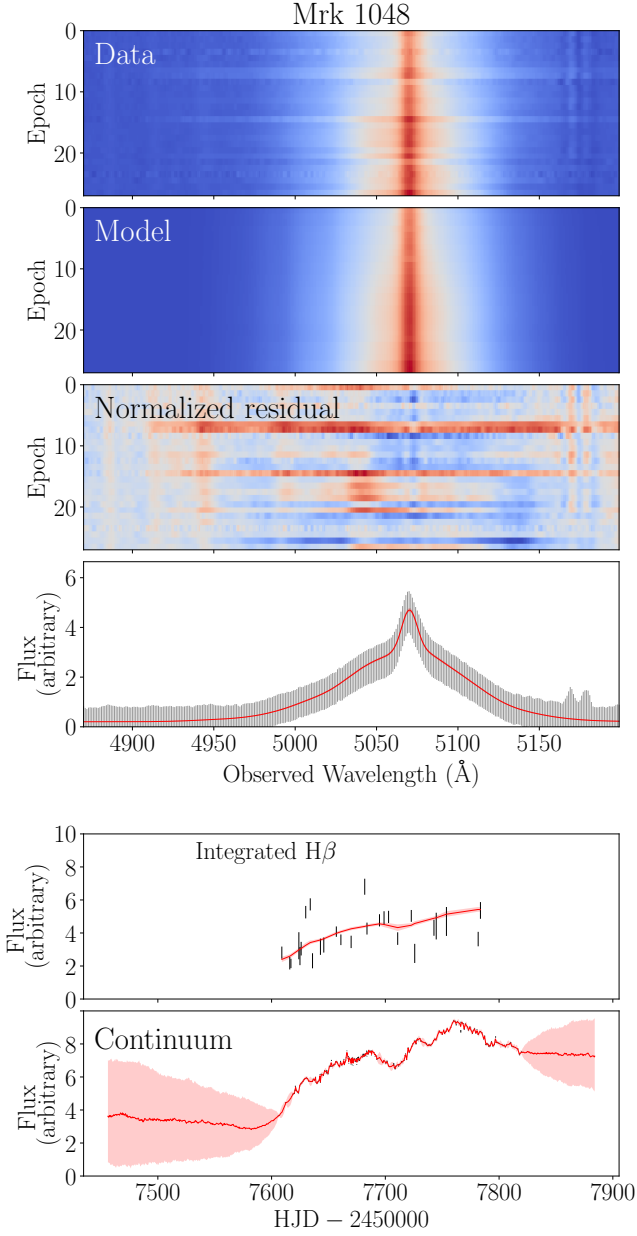 Mrk 1048
0
Data
10
20
Epoch
0
Model
10
20
Epoch
0
Normalized residual
10
20
Epoch
6
4
2
0
Flux
(arbitrary)
4900 4950 5000 5050 5100 5150
Observed Wavelength (Å)
10
Integrated Hβ
8
6
4
2
0
Flux
(arbitrary)
Continuum
8
6
4
2
0
Flux
(arbitrary)
7500 7600 7700 7800 7900
HJD − 2450000